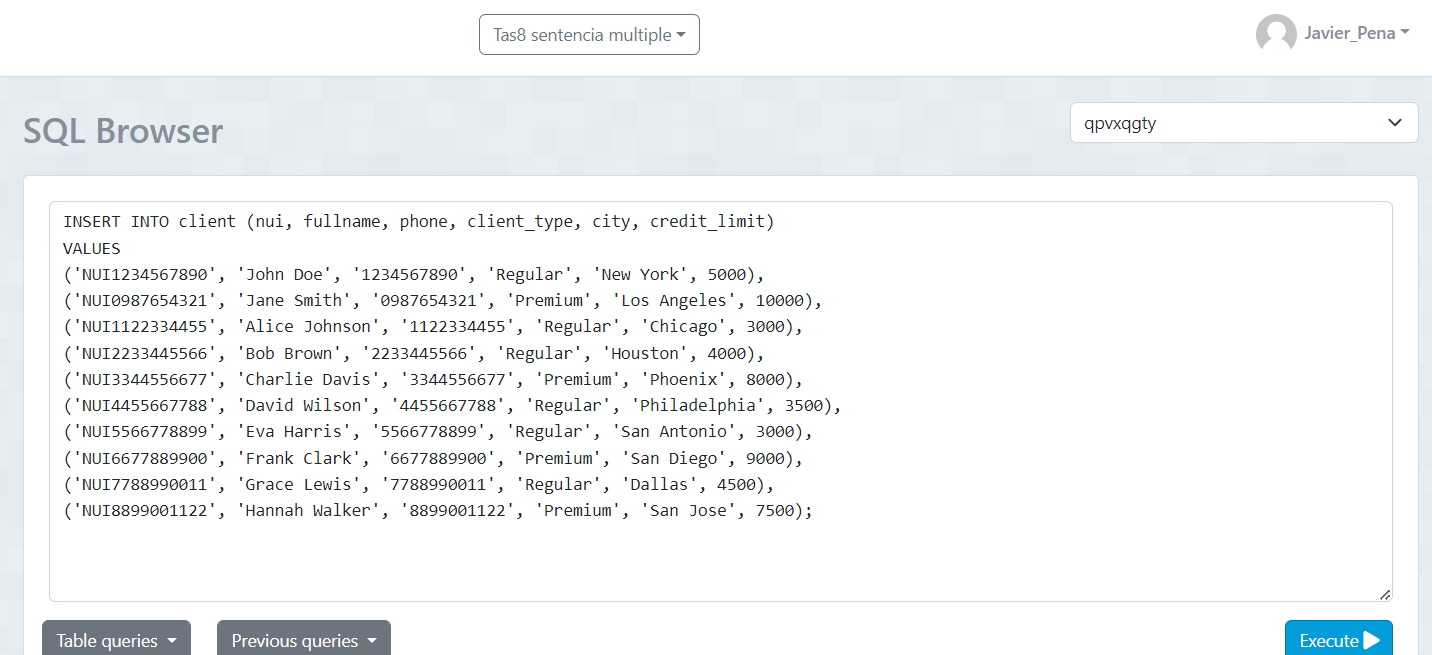 Tas8 sentencia multiple
Javier_Pena
SQL Browser
qpvxqgty
INSERT INTO client (nui, fullname, phone, client_type, city, credit_limit)
VALUES
('NUI1234567890', 'John Doe', '1234567890', 'Regular', 'New York', 5000),
('NUI0987654321', 'Jane Smith', '0987654321', 'Premium', 'Los Angeles', 10000),
('NUI1122334455', 'Alice Johnson', '1122334455', 'Regular', 'Chicago', 3000),
('NUI2233445566', 'Bob Brown', '2233445566', 'Regular', 'Houston', 4000),
('NUI3344556677', 'Charlie Davis', '3344556677', 'Premium', 'Phoenix', 8000),
('NUI4455667788', 'David Wilson', '4455667788', 'Regular', 'Philadelphia', 3500),
('NUI5566778899', 'Eva Harris', '5566778899', 'Regular', 'San Antonio', 3000),
('NUI6677889900', 'Frank Clark', '6677889900', 'Premium', 'San Diego', 9000),
('NUI7788990011', 'Grace Lewis', '7788990011', 'Regular', 'Dallas', 4500),
('NUI8899001122', 'Hannah Walker', '8899001122', 'Premium', 'San Jose', 7500);
Table queries
Previous queries
Execute